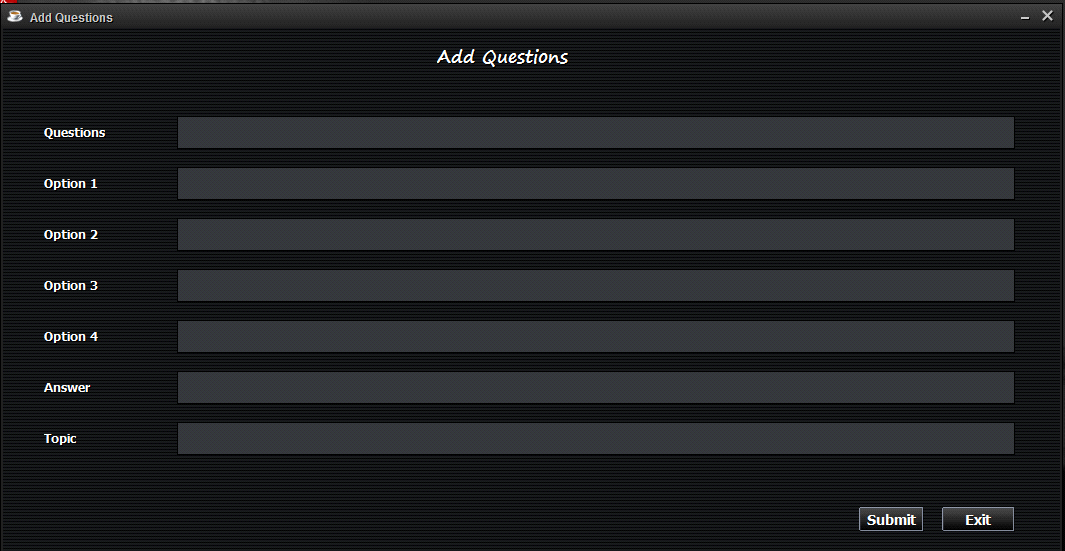 Add Questions
Add Questions
Questions
Option 1
Option 2
Option 3
Option 4
Answer
Topic
Submit Exit